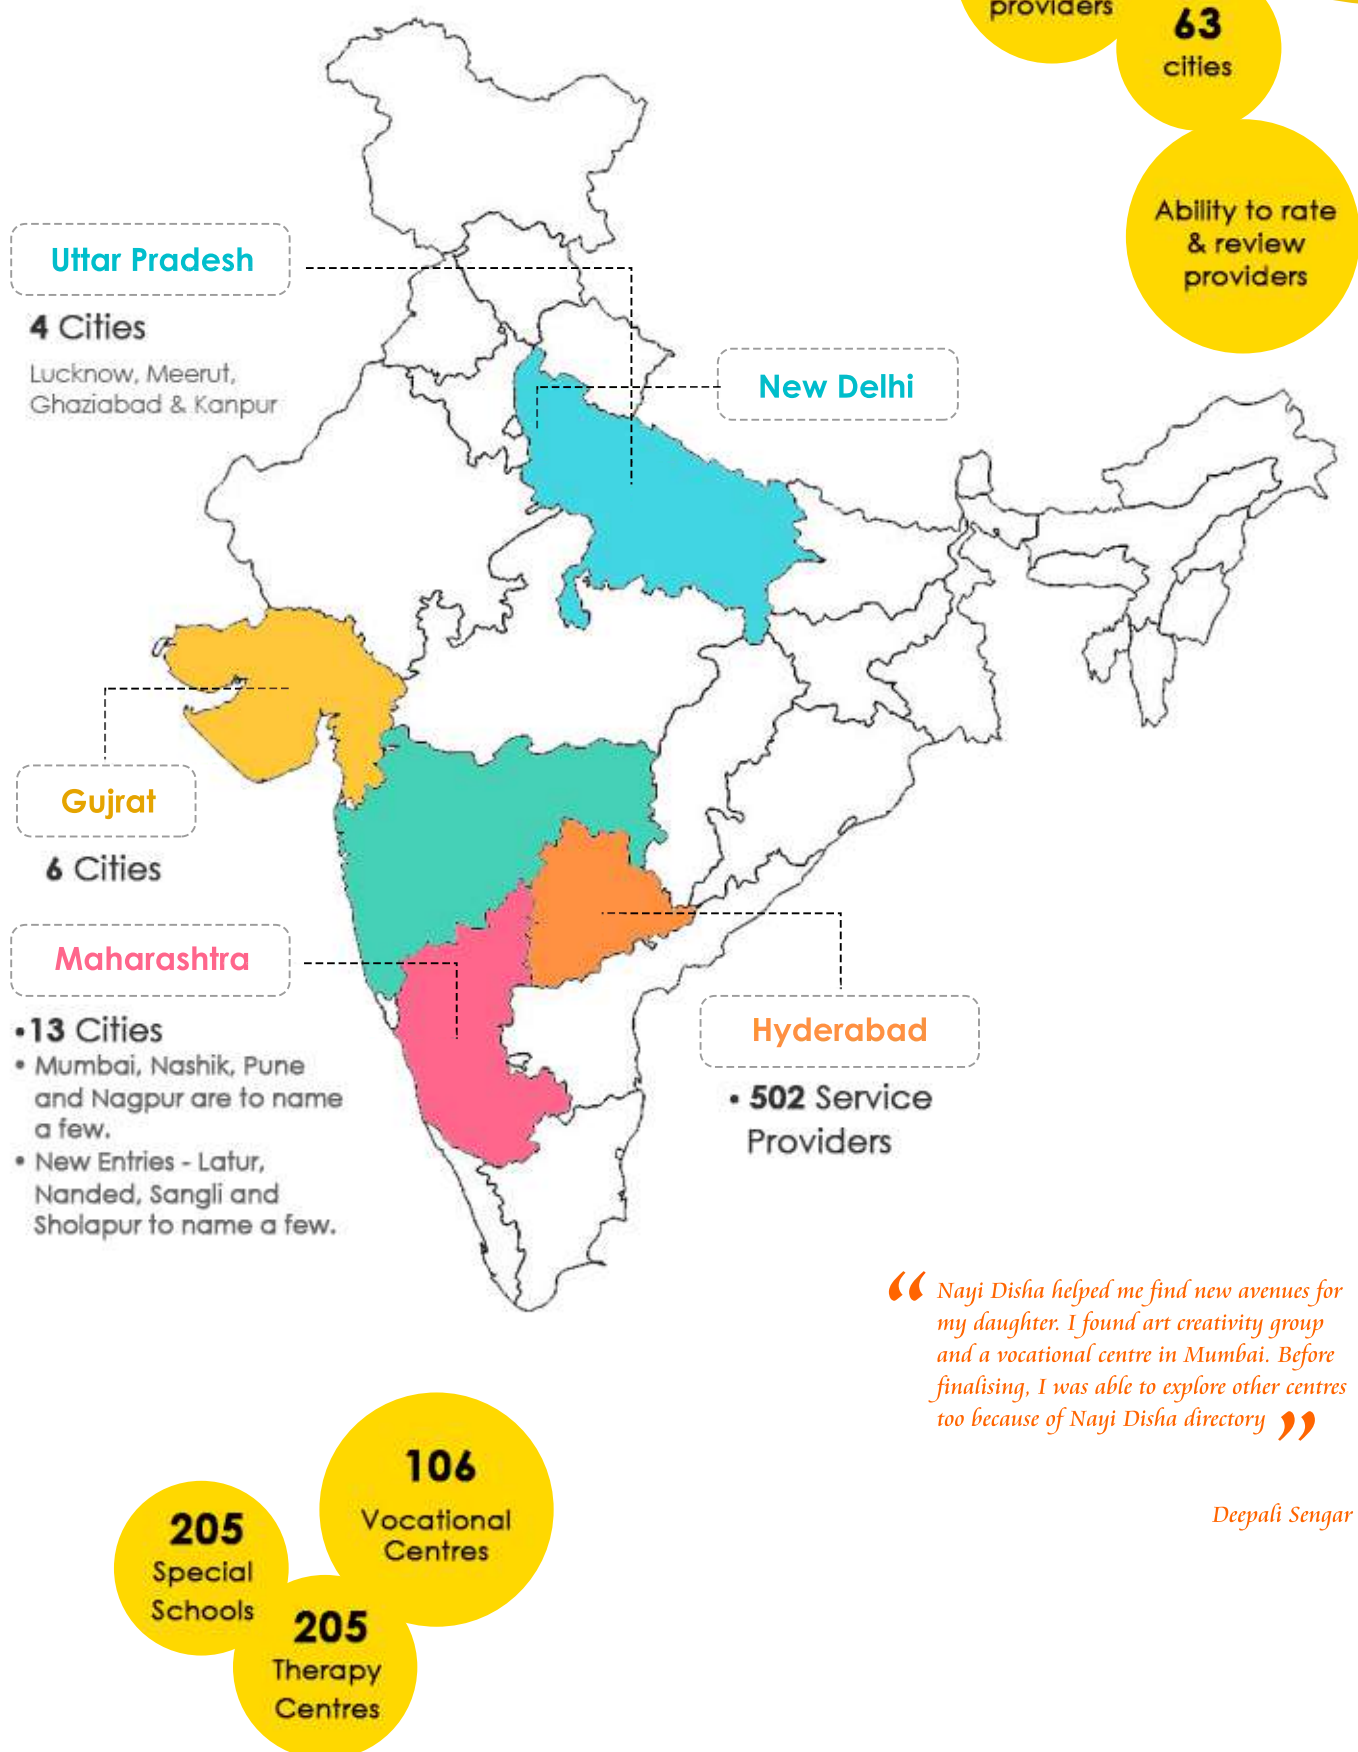 providers
63
cities
Ability to rate
& review
providers
Uttar Pradesh
4 Cities
Lucknow, Meerut,
Ghaziabad & Kanpur
New Delhi
Gujrat
6 Cities
Maharashtra
•13 Cities
• Mumbai, Nashik, Pune
and Nagpur are to name
a few.
• New Entries - Latur,
Nanded, Sangli and
Sholapur to name a few.
Hyderabad
• 502 Service
Providers
“ Nayi Disha helped me find new avenues for
my daughter. I found art creativity group
and a vocational centre in Mumbai. Before
finalising, I was able to explore other centres
too because of Nayi Disha directory ”
Deepali Sengar
106
Vocational
Centres
205
Special
Schools
205
Therapy
Centres